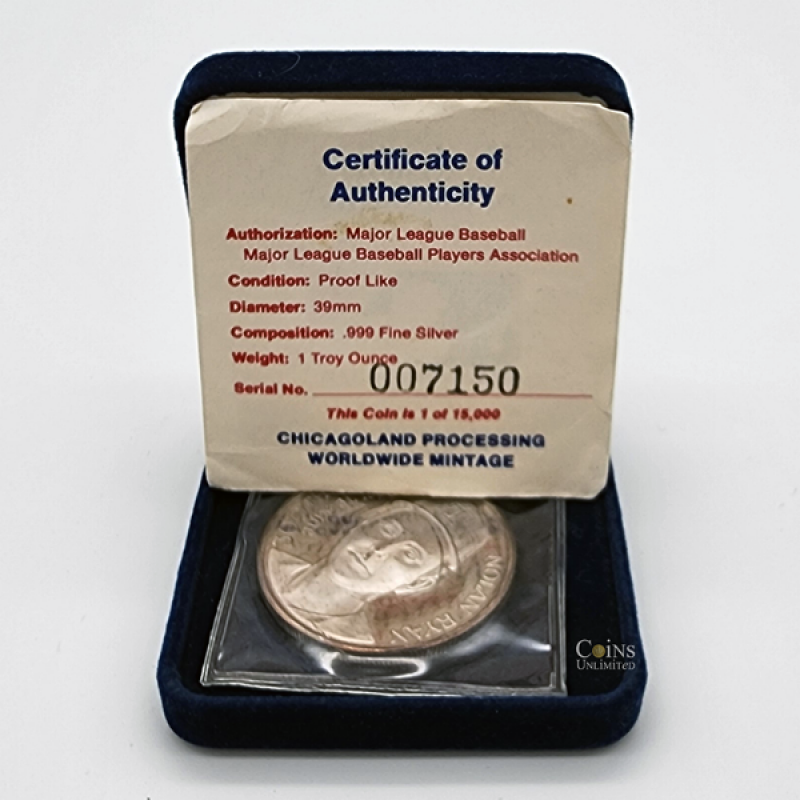 Certificate of
Authenticity
Authorization: Major League Baseball
Major League Baseball Players Association
Condition: Proof Like
Diameter: 39mm
Composition: .999 Fine Silver
Weight: 1 Troy Ounce
Serial No. 007150
This Coin is 1 of 15,000
CHICAGOLAND PROCESSING
WORLDWIDE MINTAGE
NOLAN RYAN
COINS
UNLIMITED